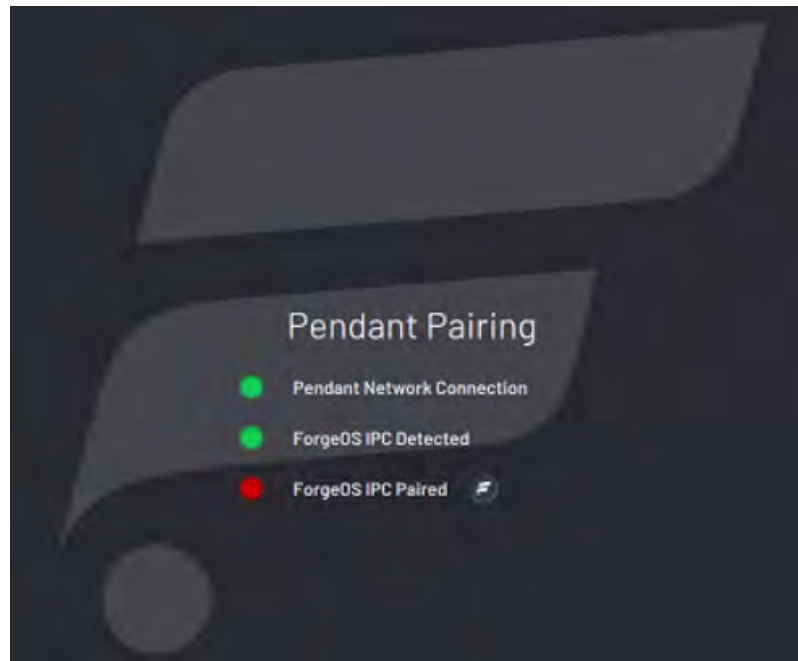 Pendant Pairing
Pendant Network Connection
ForgeOS IPC Detected
ForgeOS IPC Paired